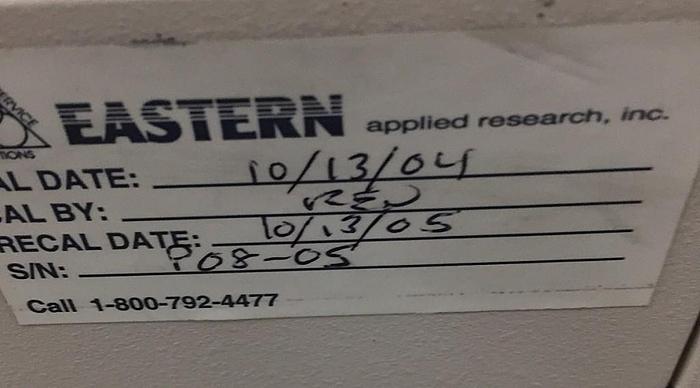 SERVICE
EASTERN applied research, inc.
AL DATE: 10/13/04
AL BY:
RECAL DATE: 10/13/05
S/N: P08-05
Call 1-800-792-4477